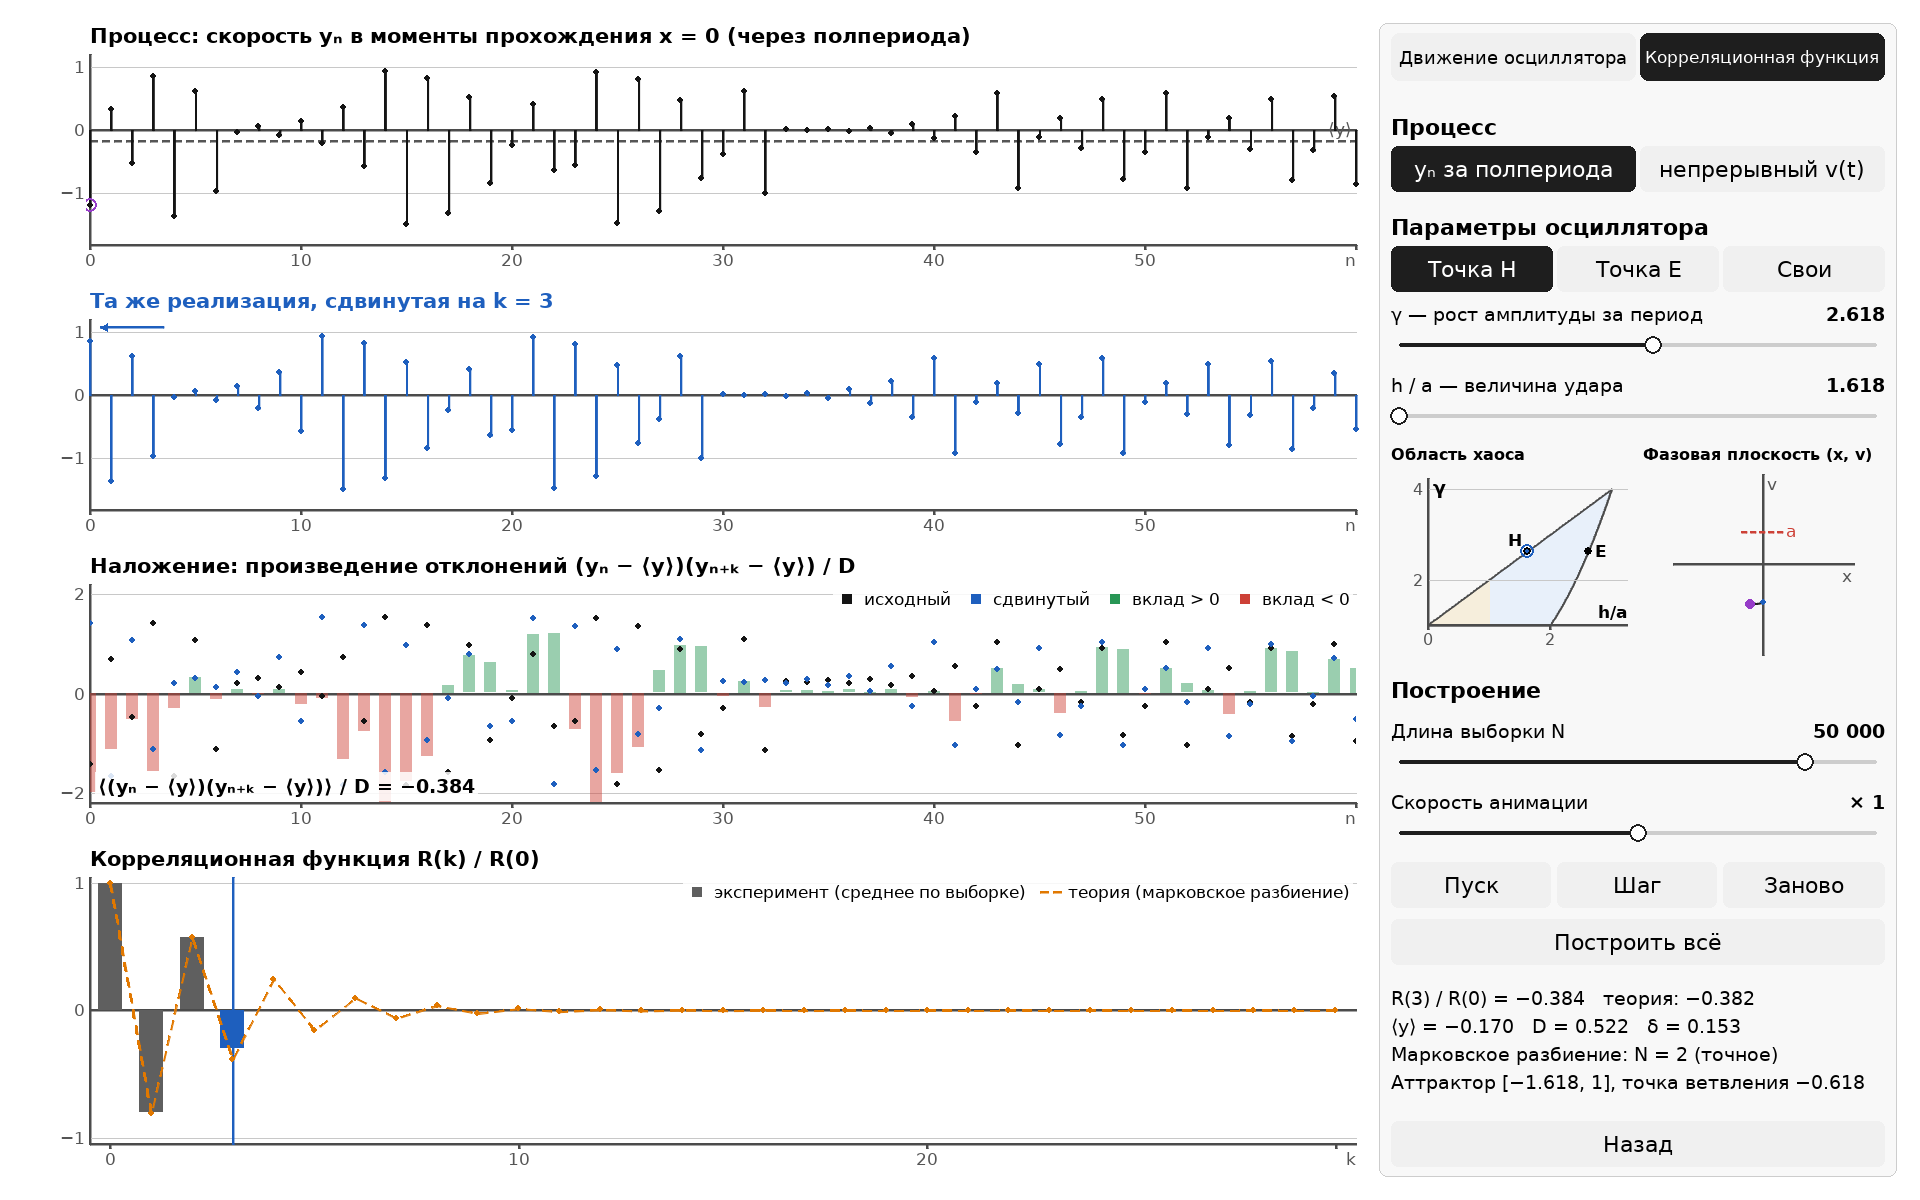 Процесс: скорость yₙ в моменты прохождения x = 0 (через полпериода)
1
0
−1
⟨y⟩
0 10 20 30 40 50 n
Та же реализация, сдвинутая на k = 3
1
0
−1
0 10 20 30 40 50 n
Наложение: произведение отклонений (yₙ − ⟨y⟩)(yₙ₊ₖ − ⟨y⟩) / D
2
исходный сдвинутый вклад > 0 вклад < 0
0
−2
⟨(yₙ − ⟨y⟩)(yₙ₊ₖ − ⟨y⟩)⟩ / D = −0.384
0 10 20 30 40 50 n
Корреляционная функция R(k) / R(0)
1
эксперимент (среднее по выборке) теория (марковское разбиение)
0
−1
0 10 20 k
Движение осциллятора Корреляционная функция
Процесс
yₙ за полпериода непрерывный v(t)
Параметры осциллятора
Точка H Точка E Свои
γ — рост амплитуды за период 2.618
h / a — величина удара 1.618
Область хаоса Фазовая плоскость (x, v)
4 γ
H E
2
h/a
0 2
v
a
x
Построение
Длина выборки N 50 000
Скорость анимации × 1
Пуск Шаг Заново
Построить всё
R(3) / R(0) = −0.384 теория: −0.382
⟨y⟩ = −0.170 D = 0.522 δ = 0.153
Марковское разбиение: N = 2 (точное)
Аттрактор [−1.618, 1], точка ветвления −0.618
Назад